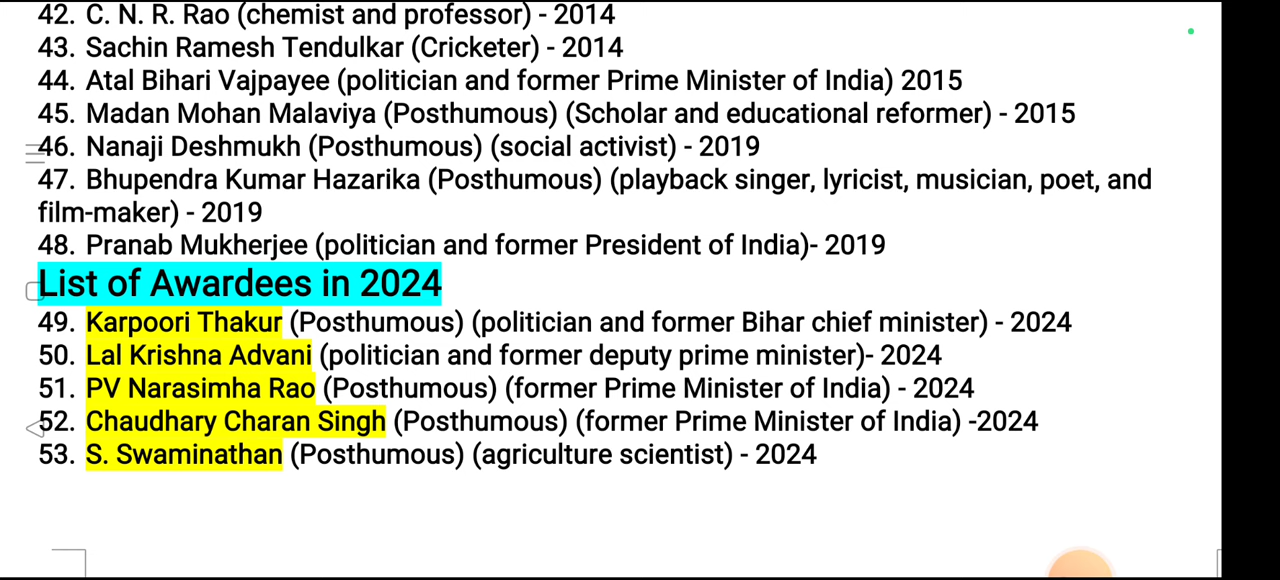 42. C. N. R. Rao (chemist and professor) - 2014
43. Sachin Ramesh Tendulkar (Cricketer) - 2014
44. Atal Bihari Vajpayee (politician and former Prime Minister of India) 2015
45. Madan Mohan Malaviya (Posthumous) (Scholar and educational reformer) - 2015
46. Nanaji Deshmukh (Posthumous) (social activist) - 2019
47. Bhupendra Kumar Hazarika (Posthumous) (playback singer, lyricist, musician, poet, and
film-maker) - 2019
48. Pranab Mukherjee (politician and former President of India)- 2019
List of Awardees in 2024
49. Karpoori Thakur (Posthumous) (politician and former Bihar chief minister) - 2024
50. Lal Krishna Advani (politician and former deputy prime minister)- 2024
51. PV Narasimha Rao (Posthumous) (former Prime Minister of India) - 2024
52. Chaudhary Charan Singh (Posthumous) (former Prime Minister of India) -2024
53. S. Swaminathan (Posthumous) (agriculture scientist) - 2024